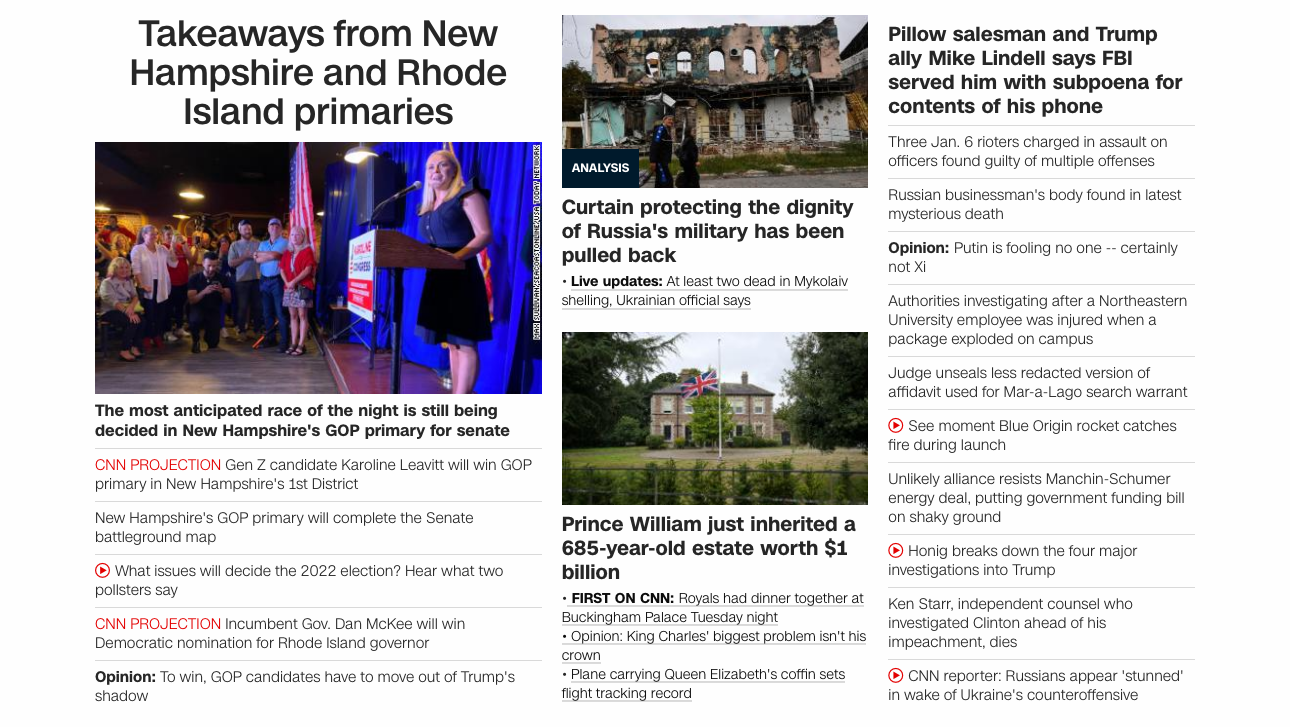 Takeaways from New
Hampshire and Rhode
Island primaries
MAX SULLIVAN/SEACOASTONLINE/USA TODAY NETWORK
The most anticipated race of the night is still being
decided in New Hampshire's GOP primary for senate
CNN PROJECTION Gen Z candidate Karoline Leavitt will win GOP
primary in New Hampshire's 1st District
New Hampshire's GOP primary will complete the Senate
battleground map
What issues will decide the 2022 election? Hear what two
pollsters say
CNN PROJECTION Incumbent Gov. Dan McKee will win
Democratic nomination for Rhode Island governor
Opinion: To win, GOP candidates have to move out of Trump's
shadow
ANALYSIS
Curtain protecting the dignity
of Russia's military has been
pulled back
• Live updates: At least two dead in Mykolaiv
shelling, Ukrainian official says
Prince William just inherited a
685-year-old estate worth $1
billion
• FIRST ON CNN: Royals had dinner together at
Buckingham Palace Tuesday night
• Opinion: King Charles' biggest problem isn't his
crown
• Plane carrying Queen Elizabeth's coffin sets
flight tracking record
Pillow salesman and Trump
ally Mike Lindell says FBI
served him with subpoena for
contents of his phone
Three Jan. 6 rioters charged in assault on
officers found guilty of multiple offenses
Russian businessman's body found in latest
mysterious death
Opinion: Putin is fooling no one -- certainly
not Xi
Authorities investigating after a Northeastern
University employee was injured when a
package exploded on campus
Judge unseals less redacted version of
affidavit used for Mar-a-Lago search warrant
See moment Blue Origin rocket catches
fire during launch
Unlikely alliance resists Manchin-Schumer
energy deal, putting government funding bill
on shaky ground
Honig breaks down the four major
investigations into Trump
Ken Starr, independent counsel who
investigated Clinton ahead of his
impeachment, dies
CNN reporter: Russians appear 'stunned'
in wake of Ukraine's counteroffensive